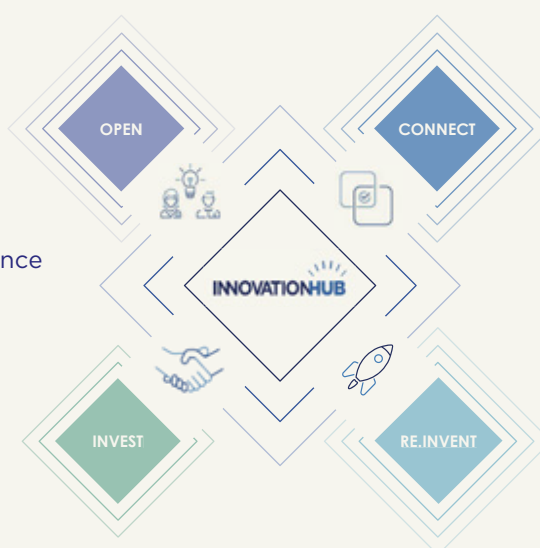 OPEN
CONNECT
nce
INNOVATIONHUB
INVEST
RE.INVENT